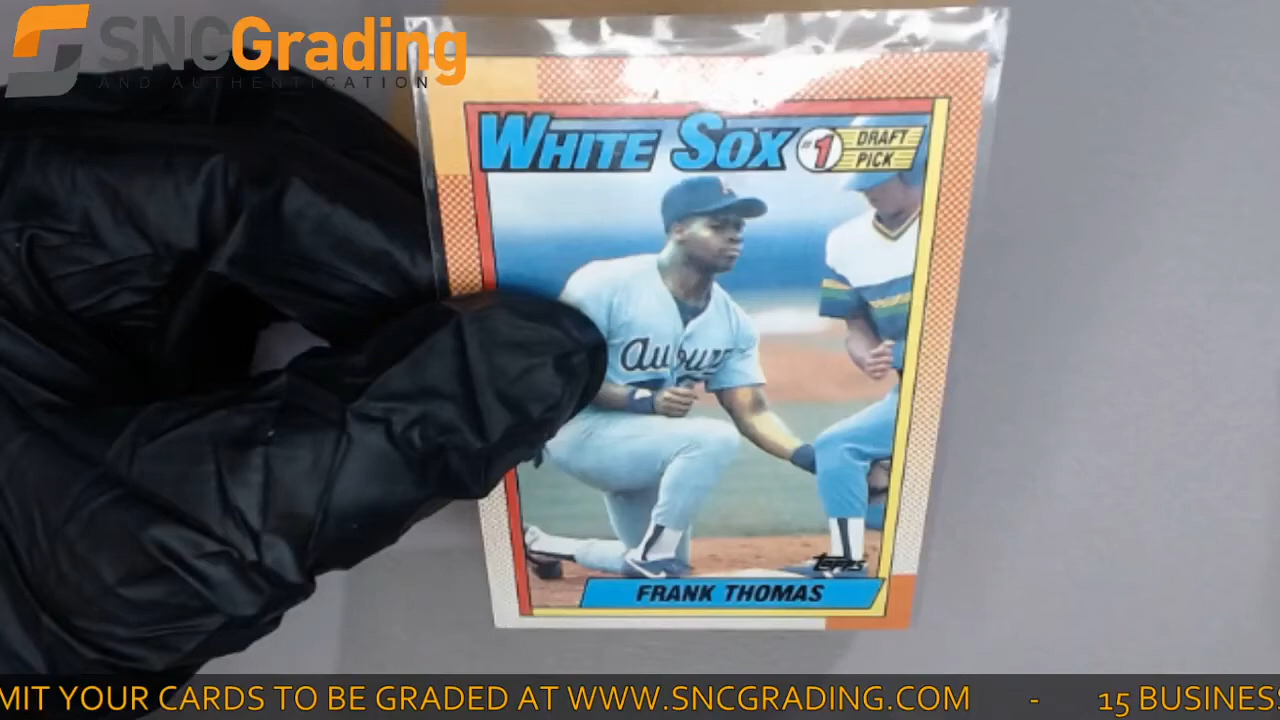 SNCGrading
AND AUTHENTICATION
WHITE SOX #1 DRAFT PICK
Auburn
TOPPS
FRANK THOMAS
MIT YOUR CARDS TO BE GRADED AT WWW.SNCGRADING.COM - 15 BUSINESS